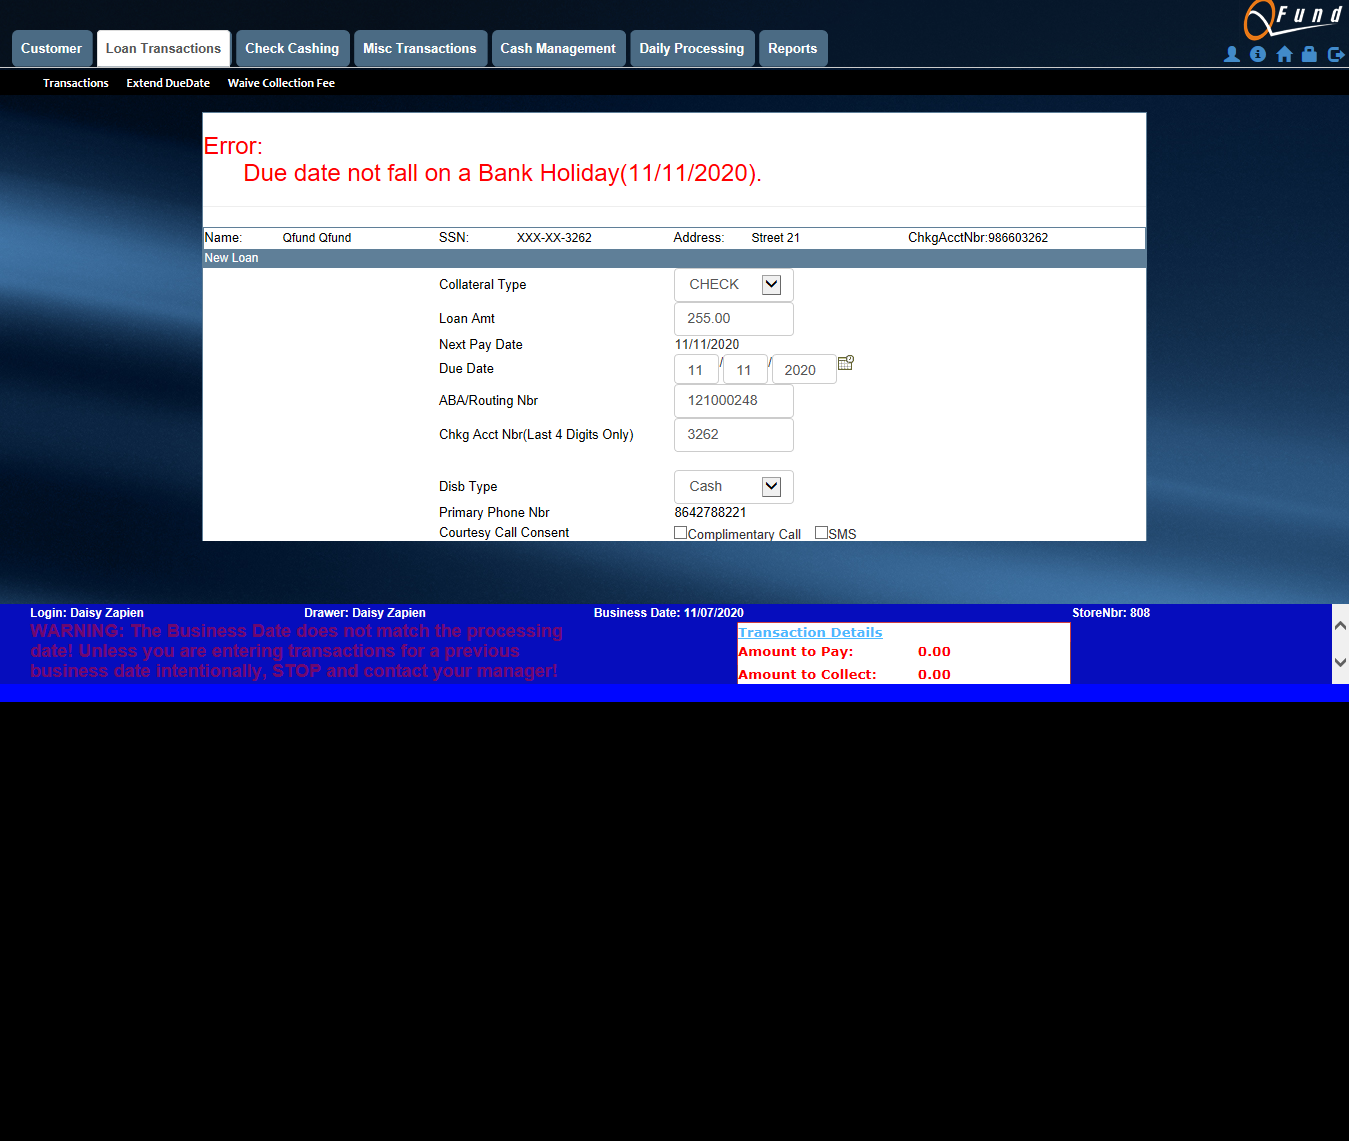 QFund
Customer Loan Transactions Check Cashing Misc Transactions Cash Management Daily Processing Reports
Transactions Extend DueDate Waive Collection Fee
Error:
Due date not fall on a Bank Holiday(11/11/2020).
Name: Qfund Qfund SSN: XXX-XX-3262 Address: Street 21 ChkgAcctNbr:986603262
New Loan
Collateral Type CHECK
Loan Amt 255.00
Next Pay Date 11/11/2020
Due Date 11 / 11 / 2020
ABA/Routing Nbr 121000248
Chkg Acct Nbr(Last 4 Digits Only) 3262
Disb Type Cash
Primary Phone Nbr 8642788221
Courtesy Call Consent Complimentary Call SMS
Login: Daisy Zapien Drawer: Daisy Zapien Business Date: 11/07/2020 StoreNbr: 808
WARNING: The Business Date does not match the processing
date! Unless you are entering transactions for a previous
business date intentionally, STOP and contact your manager!
Transaction Details
Amount to Pay: 0.00
Amount to Collect: 0.00